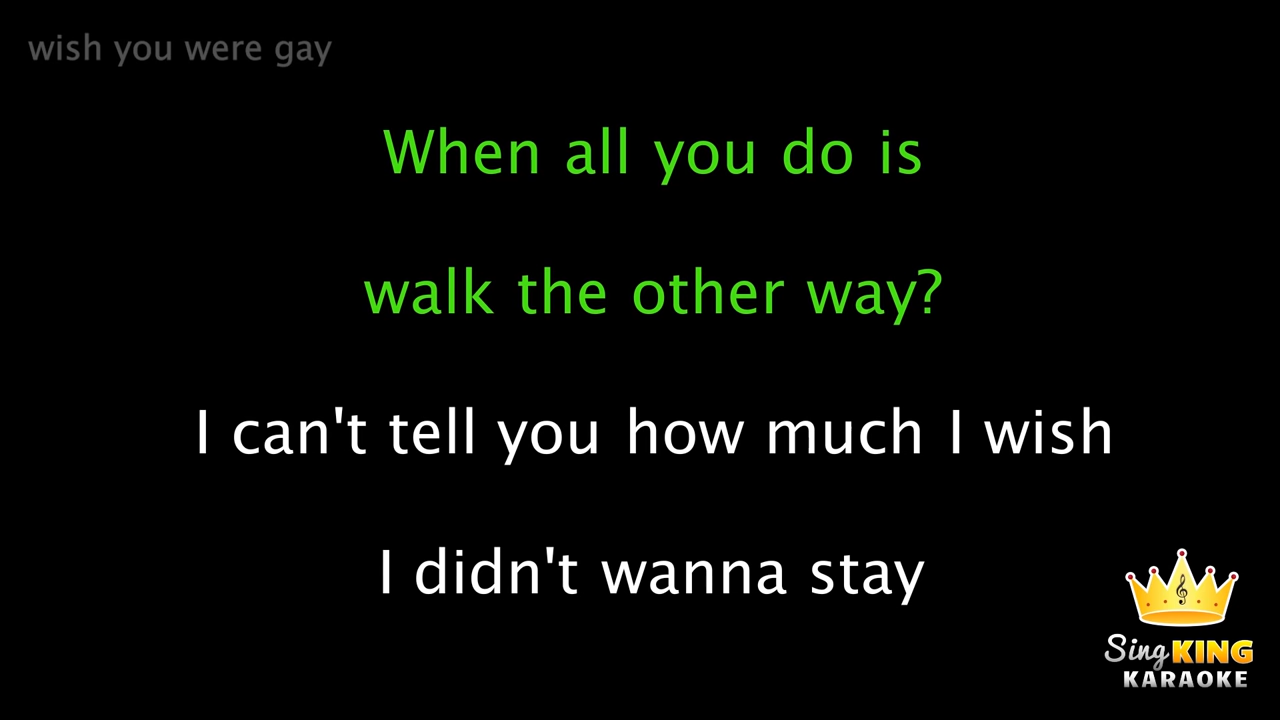 wish you were gay
When all you do is
walk the other way?
I can't tell you how much I wish
I didn't wanna stay
Sing KING
KARAOKE